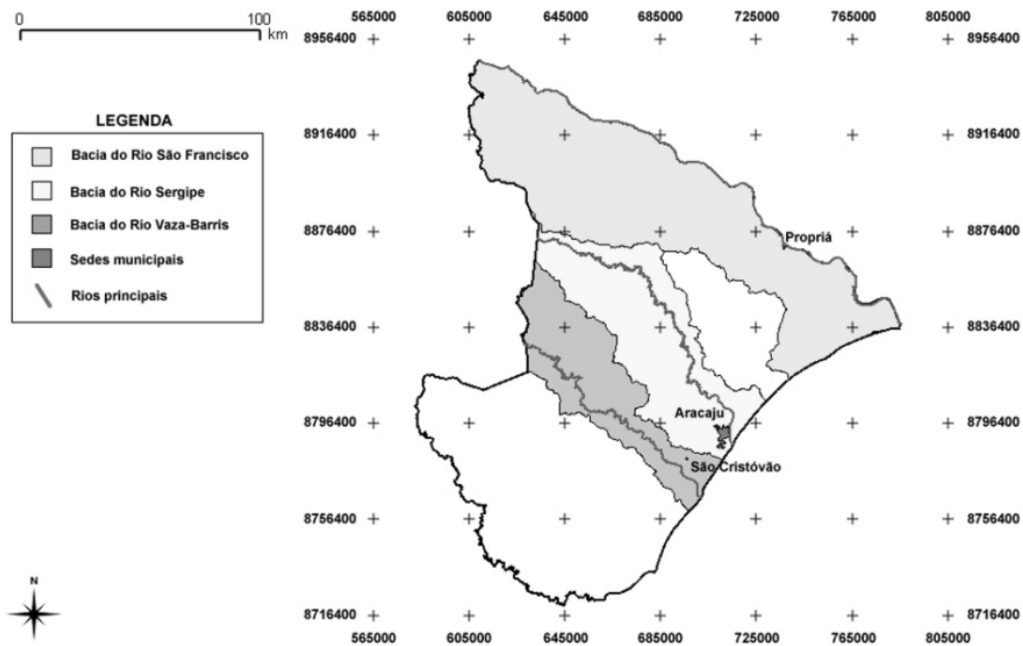 0 100
km
565000 605000 645000 685000 725000 765000 805000
8956400 8956400
8916400 8916400
8876400 8876400
8836400 8836400
8796400 8796400
8756400 8756400
8716400 8716400
565000 605000 645000 685000 725000 765000 805000
LEGENDA
Bacia do Rio São Francisco
Bacia do Rio Sergipe
Bacia do Rio Vaza-Barris
Sedes municipais
Rios principais
Propriá
Aracaju
São Cristóvão
N